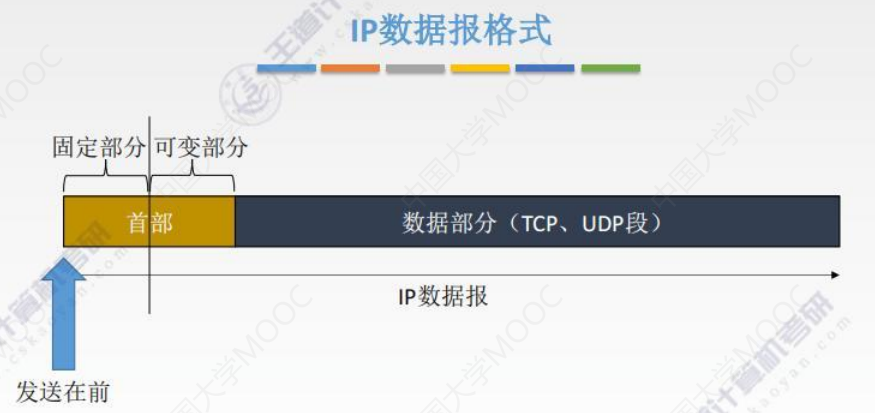 IP数据报格式
固定部分 可变部分
首部
数据部分（TCP、UDP段）
IP数据报
发送在前
中国大学MOOC
王道计算机考研
cskaoyan.com